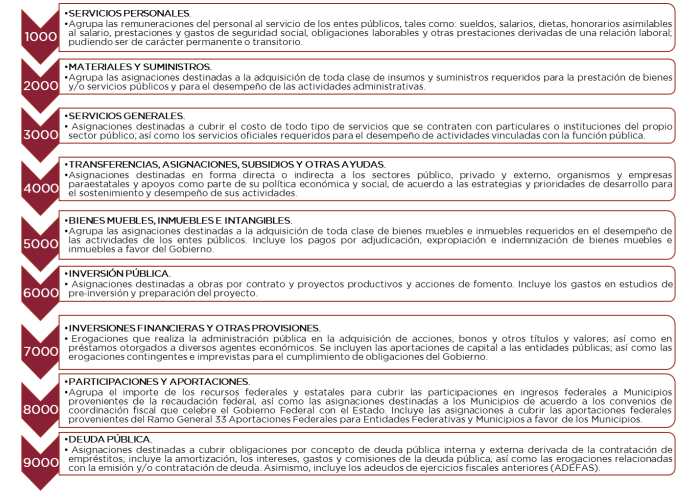 1000
•SERVICIOS PERSONALES.
•Agrupa las remuneraciones del personal al servicio de los entes públicos, tales como: sueldos, salarios, dietas, honorarios asimilables
al salario, prestaciones y gastos de seguridad social, obligaciones laborales y otras prestaciones derivadas de una relación laboral;
pudiendo ser de carácter permanente o transitorio.
2000
•MATERIALES Y SUMINISTROS.
•Agrupa las asignaciones destinadas a la adquisición de toda clase de insumos y suministros requeridos para la prestación de bienes
y/o servicios públicos y para el desempeño de las actividades administrativas.
3000
•SERVICIOS GENERALES.
• Asignaciones destinadas a cubrir el costo de todo tipo de servicios que se contraten con particulares o instituciones del propio
sector público; así como los servicios oficiales requeridos para el desempeño de actividades vinculadas con la función pública.
4000
•TRANSFERENCIAS, ASIGNACIONES, SUBSIDIOS Y OTRAS AYUDAS.
•Asignaciones destinadas en forma directa o indirecta a los sectores público, privado y externo, organismos y empresas
paraestatales y apoyos como parte de su política económica y social, de acuerdo a las estrategias y prioridades de desarrollo para
el sostenimiento y desempeño de sus actividades.
5000
•BIENES MUEBLES, INMUEBLES E INTANGIBLES.
•Agrupa las asignaciones destinadas a la adquisición de toda clase de bienes muebles e inmuebles requeridos en el desempeño de
las actividades de los entes públicos. Incluye los pagos por adjudicación, expropiación e indemnización de bienes muebles e
inmuebles a favor del Gobierno.
6000
•INVERSIÓN PÚBLICA.
• Asignaciones destinadas a obras por contrato y proyectos productivos y acciones de fomento. Incluye los gastos en estudios de
pre-inversión y preparación del proyecto.
7000
•INVERSIONES FINANCIERAS Y OTRAS PROVISIONES.
• Erogaciones que realiza la administración pública en la adquisición de acciones, bonos y otros títulos y valores; así como en
préstamos otorgados a diversos agentes económicos. Se incluyen las aportaciones de capital a las entidades públicas; así como las
erogaciones contingentes e imprevistas para el cumplimiento de obligaciones del Gobierno.
8000
•PARTICIPACIONES Y APORTACIONES.
•Agrupa el importe de los recursos federales y estatales para cubrir las participaciones en ingresos federales a Municipios
provenientes de la recaudación federal, así como las asignaciones destinadas a los Municipios de acuerdo a los convenios de
coordinación fiscal que celebre el Gobierno Federal con el Estado. Incluye las asignaciones a cubrir las aportaciones federales
provenientes del Ramo General 33 Aportaciones Federales para Entidades Federativas y Municipios a favor de los Municipios.
9000
•DEUDA PÚBLICA.
• Asignaciones destinadas a cubrir obligaciones por concepto de deuda pública interna y externa derivada de la contratación de
empréstitos; incluye la amortización, los intereses, gastos y comisiones de la deuda pública, así como las erogaciones relacionadas
con la emisión y/o contratación de deuda. Asimismo, incluye los adeudos de ejercicios fiscales anteriores (ADEFAS).